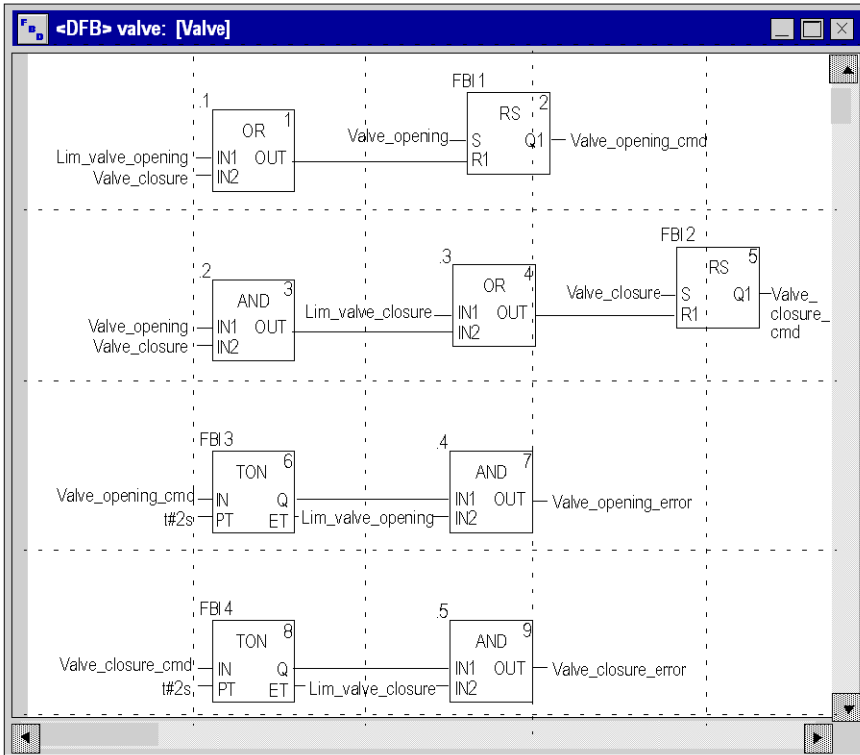 FBD <DFB> valve: [Valve]
FBI 1
.1
OR 1
RS 2
Valve_opening S Q1 Valve_opening_cmd
Lim_valve_opening IN1 OUT R1
Valve_closure IN2
FBI 2
.2
.3
AND 3
OR 4
RS 5
Valve_closure S Q1 Valve_
closure_
cmd
Lim_valve_closure IN1 OUT R1
Valve_opening IN1 OUT IN2
Valve_closure IN2
FBI 3
.4
TON 6
AND 7
Valve_opening_cmd IN Q IN1 OUT Valve_opening_error
t#2s PT ET Lim_valve_opening IN2
FBI 4
.5
TON 8
AND 9
Valve_closure_cmd IN Q IN1 OUT Valve_closure_error
t#2s PT ET Lim_valve_closure IN2